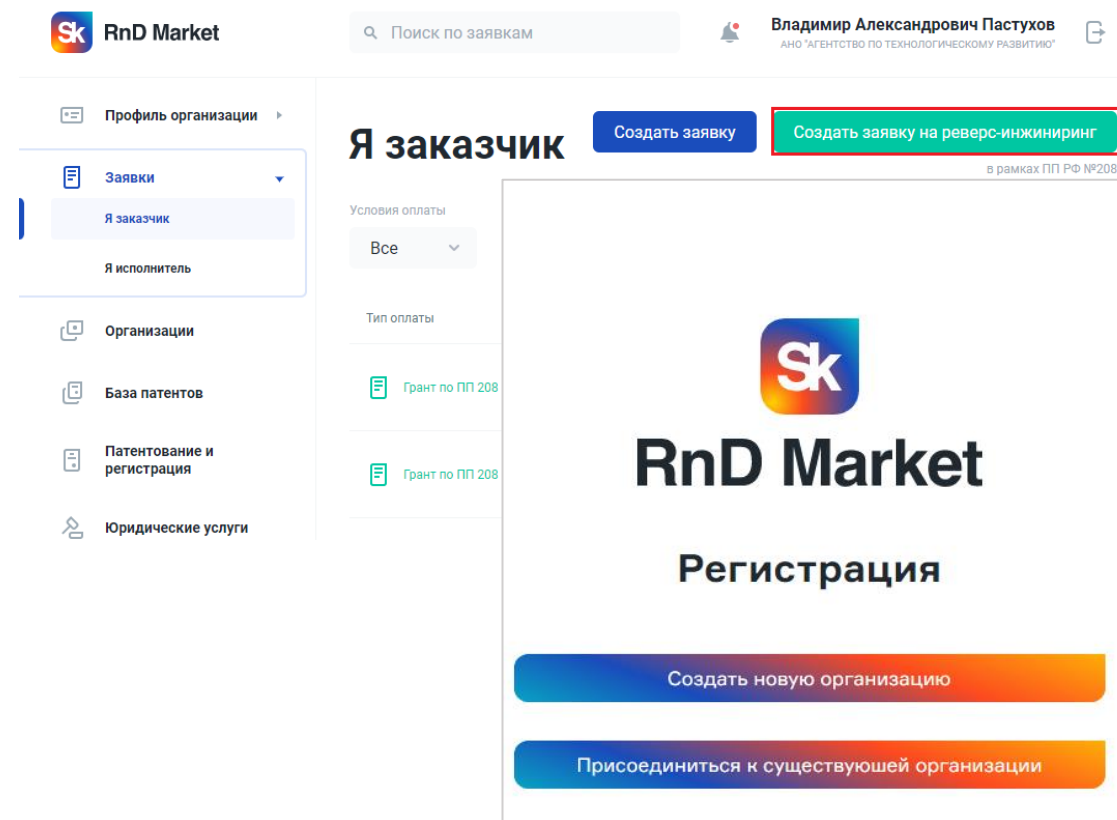 Sk RnD Market
Поиск по заявкам
Владимир Александрович Пастухов
АНО "АГЕНТСТВО ПО ТЕХНОЛОГИЧЕСКОМУ РАЗВИТИЮ"
Профиль организации
Заявки
Я заказчик
Я исполнитель
Организации
База патентов
Патентование и
регистрация
Юридические услуги
Я заказчик
Создать заявку
Создать заявку на реверс-инжиниринг
в рамках ПП РФ №208
Условия оплаты
Все
Тип оплаты
Грант по ПП 208
Грант по ПП 208
Sk
RnD Market
Регистрация
Создать новую организацию
Присоединиться к существуюшей организации